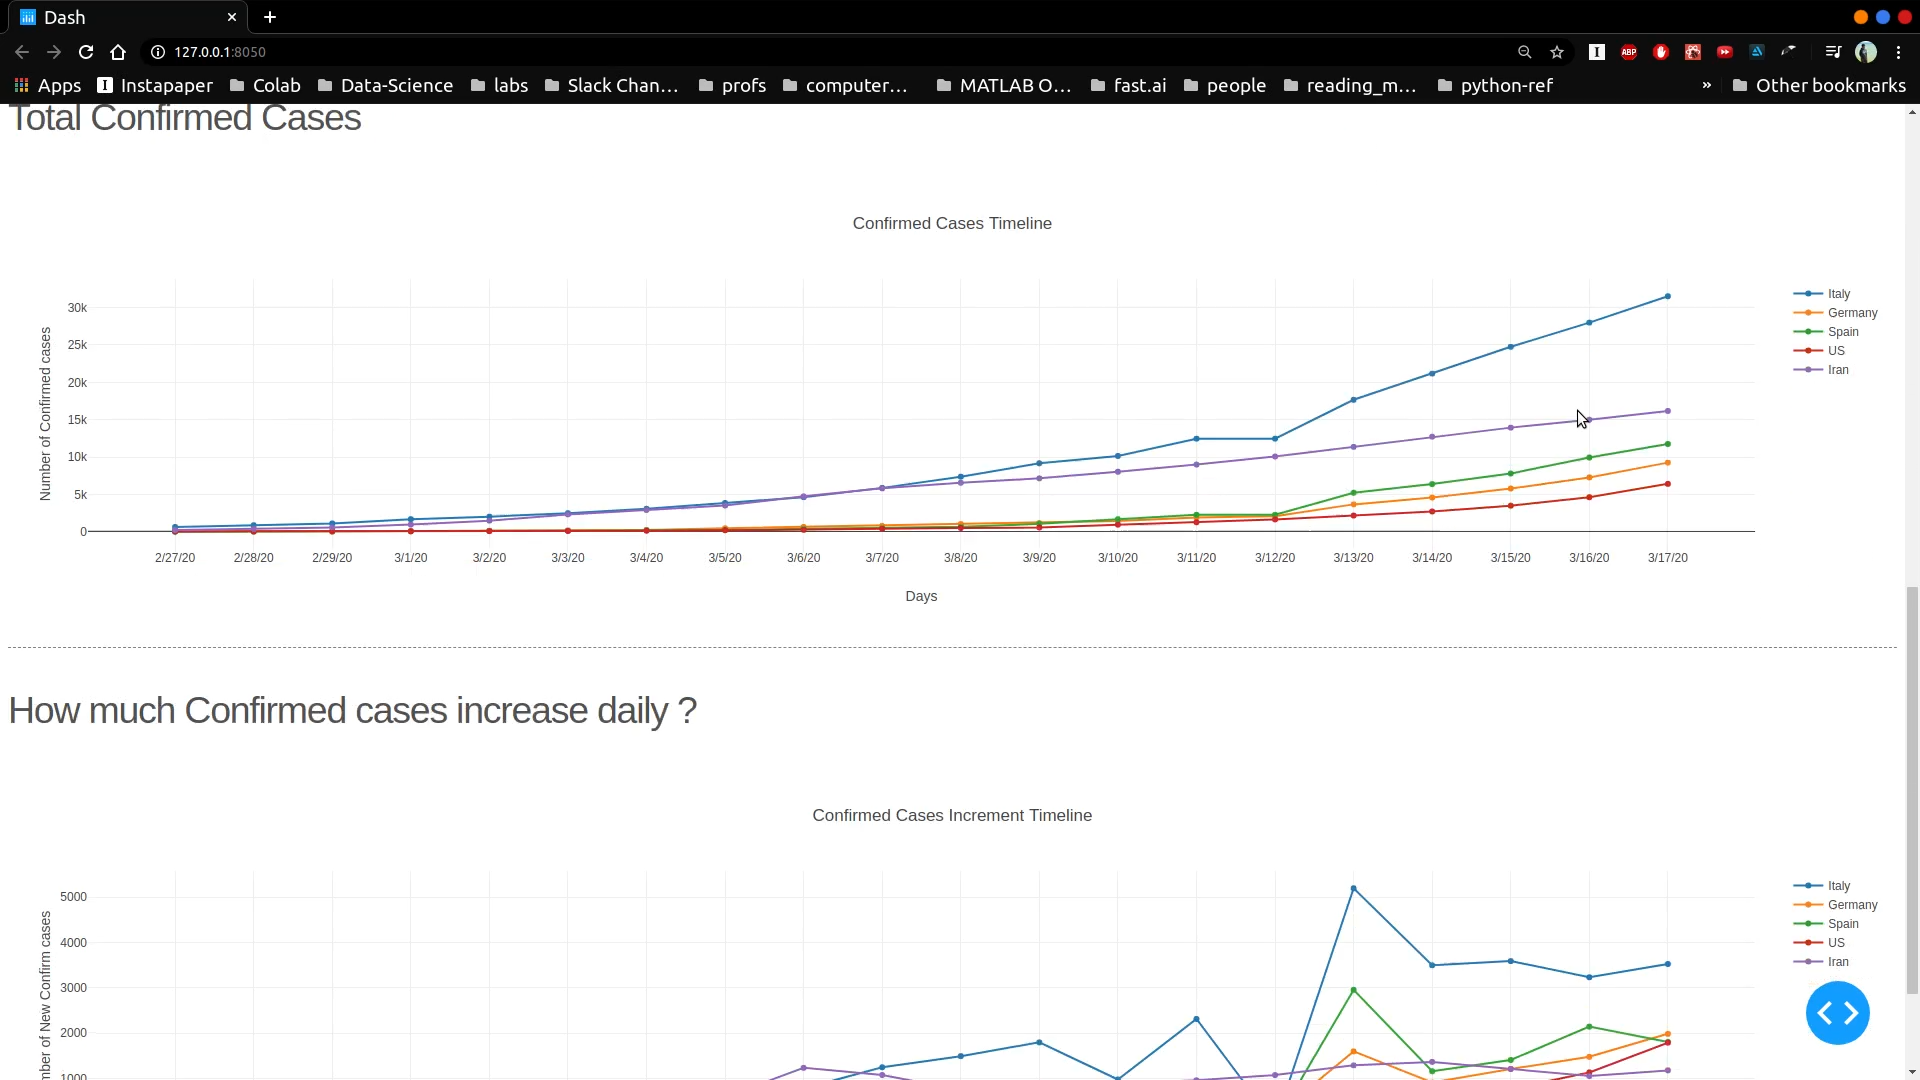 Dash
127.0.0.1:8050
ABP
Apps Instapaper Colab Data-Science labs Slack Chan... profs computer... MATLAB O... fast.ai people reading_m... python-ref » Other bookmarks
Total Confirmed Cases
Confirmed Cases Timeline
Number of Confirmed cases
30k
25k
20k
15k
10k
5k
0
2/27/20 2/28/20 2/29/20 3/1/20 3/2/20 3/3/20 3/4/20 3/5/20 3/6/20 3/7/20 3/8/20 3/9/20 3/10/20 3/11/20 3/12/20 3/13/20 3/14/20 3/15/20 3/16/20 3/17/20
Days
Italy
Germany
Spain
US
Iran
How much Confirmed cases increase daily ?
Confirmed Cases Increment Timeline
mber of New Confirm cases
5000
4000
3000
2000
1000
Italy
Germany
Spain
US
Iran